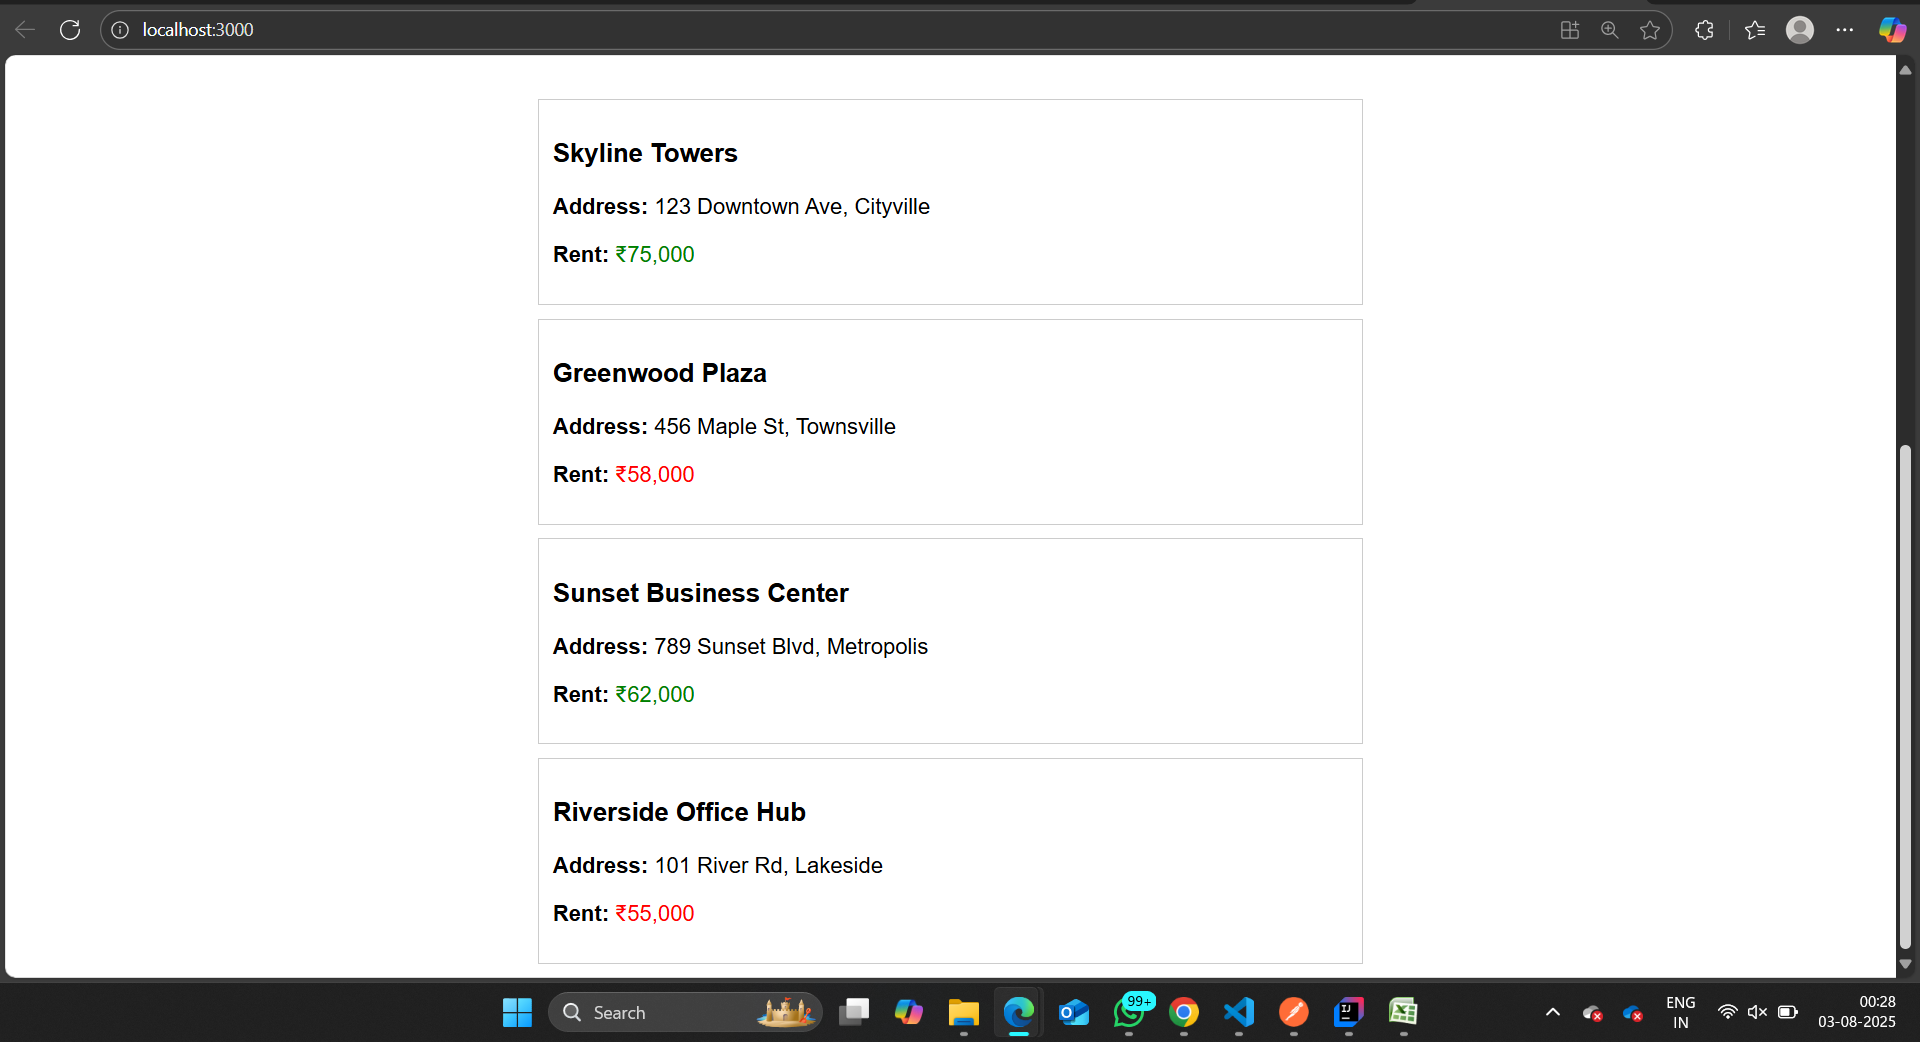 localhost:3000
Skyline Towers
Address: 123 Downtown Ave, Cityville
Rent: ₹75,000
Greenwood Plaza
Address: 456 Maple St, Townsville
Rent: ₹58,000
Sunset Business Center
Address: 789 Sunset Blvd, Metropolis
Rent: ₹62,000
Riverside Office Hub
Address: 101 River Rd, Lakeside
Rent: ₹55,000
Search
99+
IJ
ENG
IN
00:28
03-08-2025